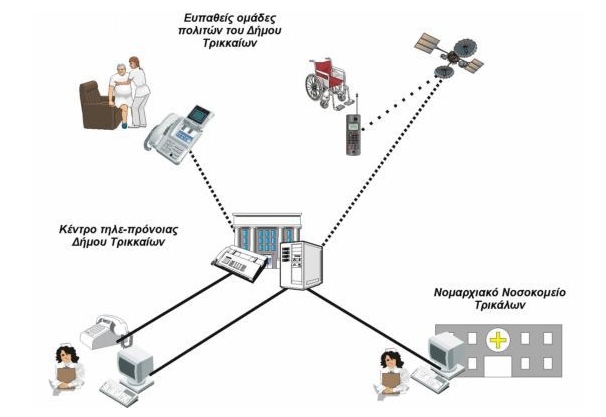 Ευπαθείς ομάδες
πολιτών του Δήμου
Τρικκαίων
Κέντρο τηλε-πρόνοιας
Δήμου Τρικκαίων
Νομαρχιακό Νοσοκομείο
Τρικάλων